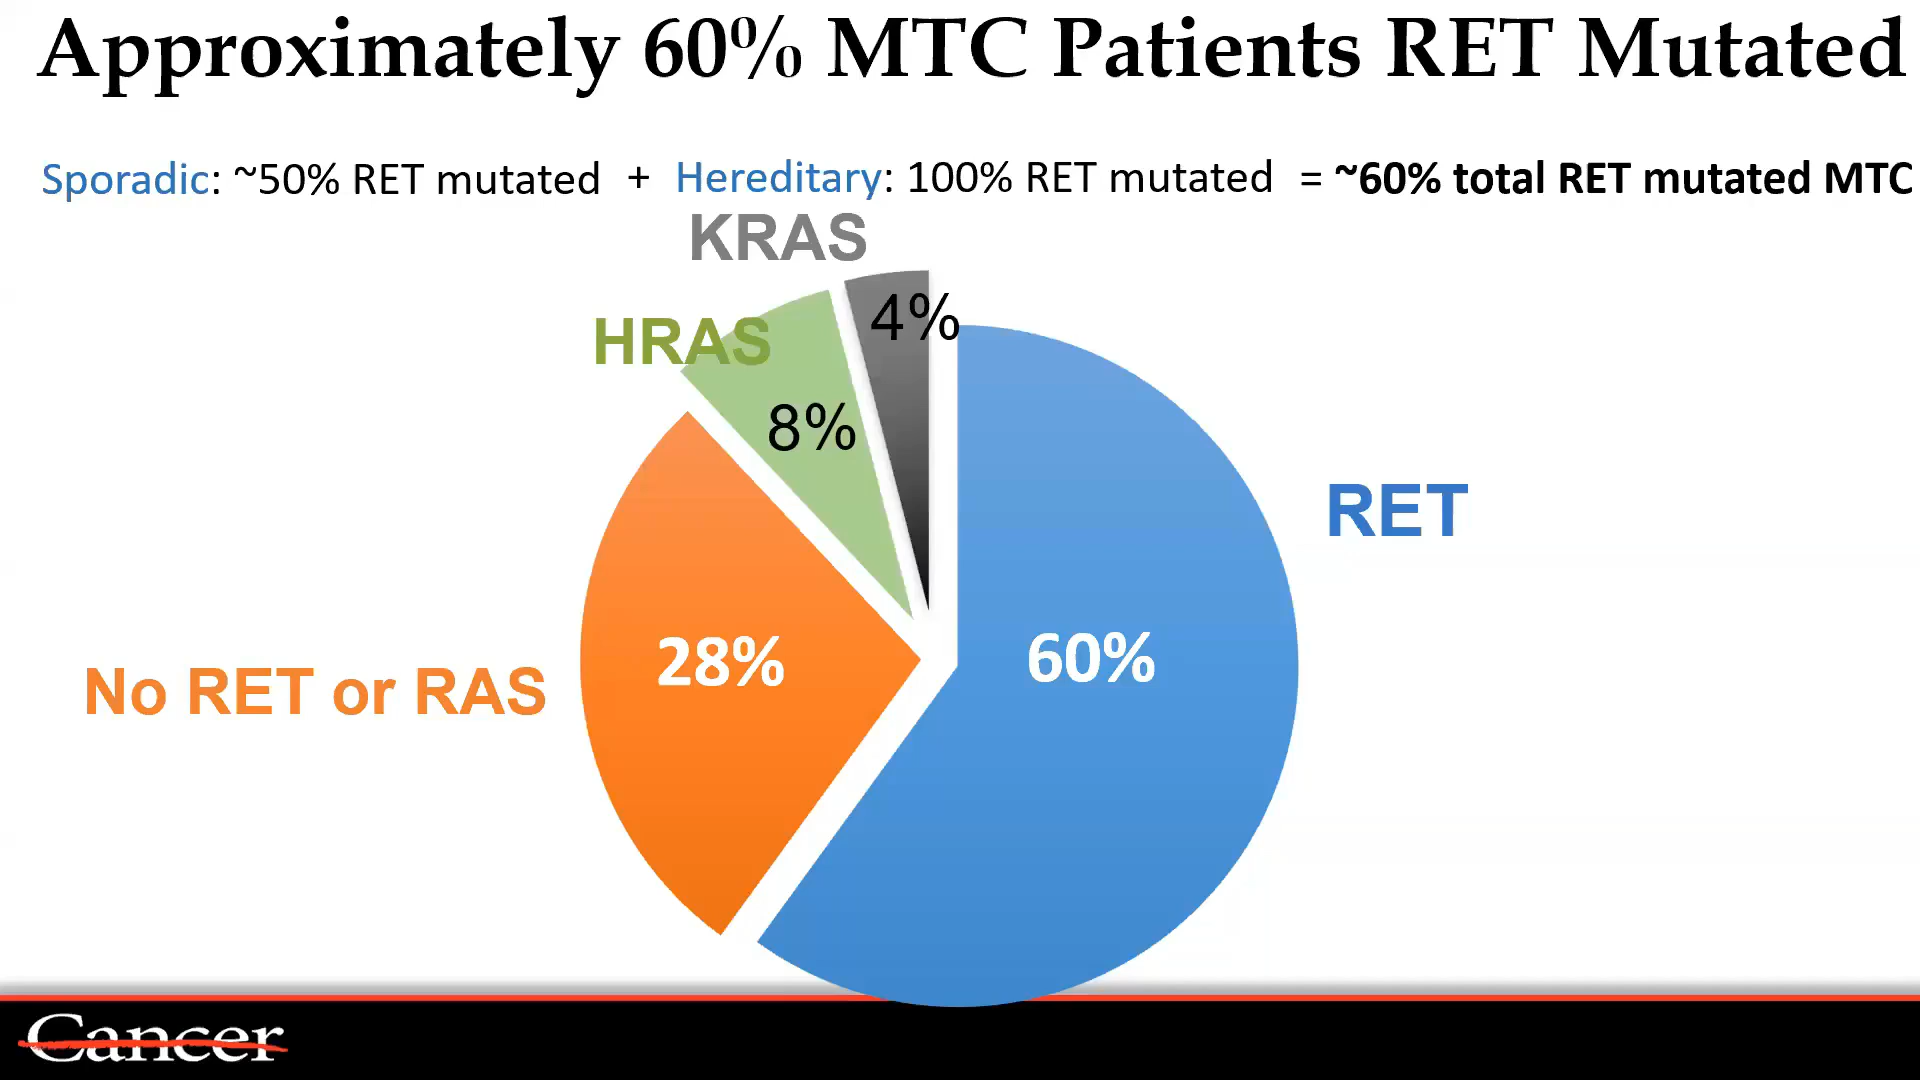 Approximately 60% MTC Patients RET Mutated
Sporadic: ~50% RET mutated + Hereditary: 100% RET mutated = ~60% total RET mutated MTC
KRAS
4%
HRAS
8%
RET
60%
28%
No RET or RAS
Cancer